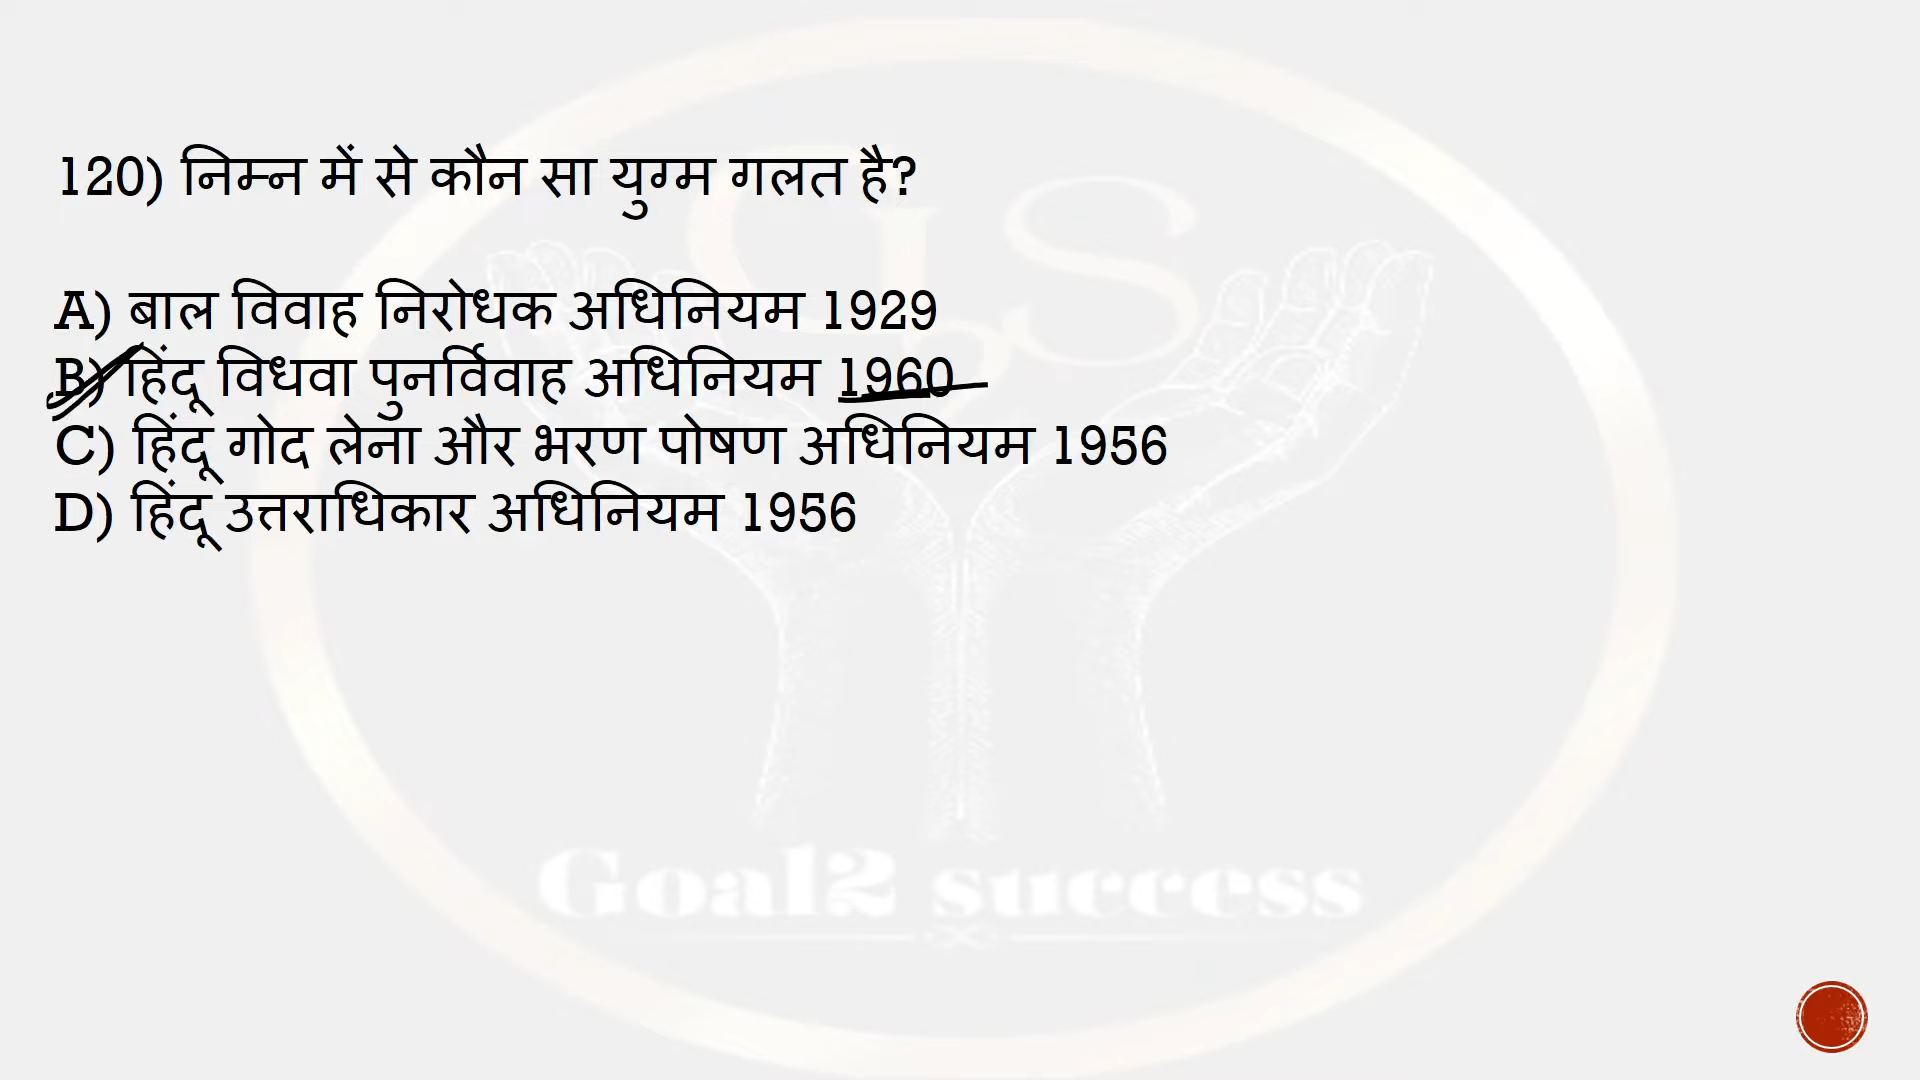 120) निम्न में से कौन सा युग्म गलत है?
A) बाल विवाह निरोधक अधिनियम 1929
B) हिंदू विधवा पुनर्विवाह अधिनियम 1960
C) हिंदू गोद लेना और भरण पोषण अधिनियम 1956
D) हिंदू उत्तराधिकार अधिनियम 1956
GS
Goal2 success